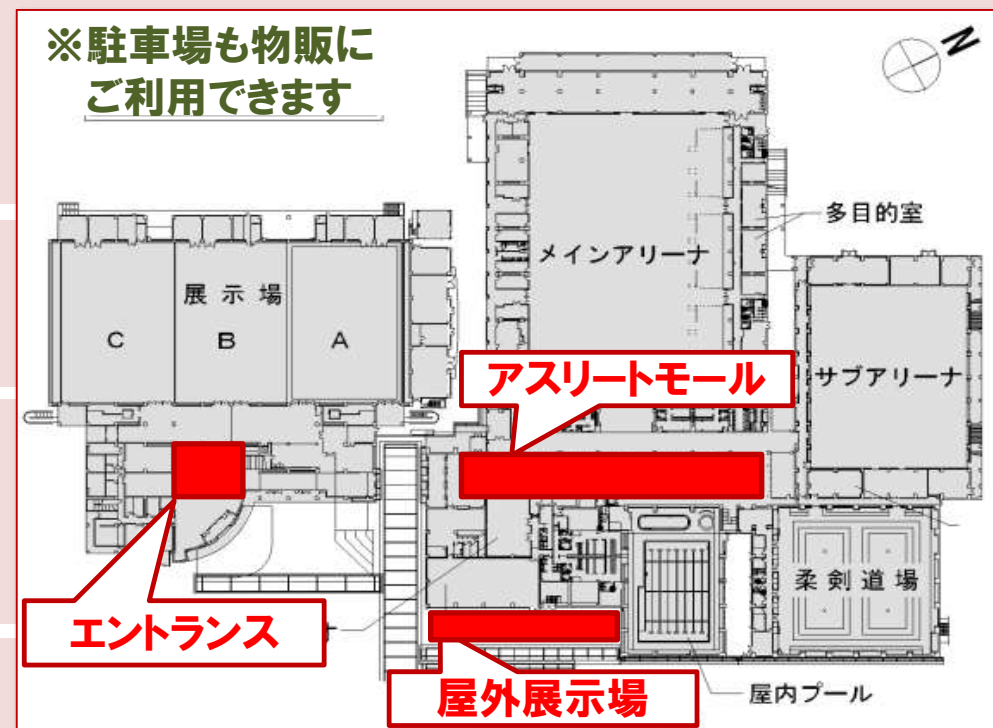 ※駐車場も物販に
ご利用できます
N
多目的室
メインアリーナ
展示場
C
B
A
アスリートモール
サブアリーナ
柔剣道場
エントランス
屋外展示場
屋内プール